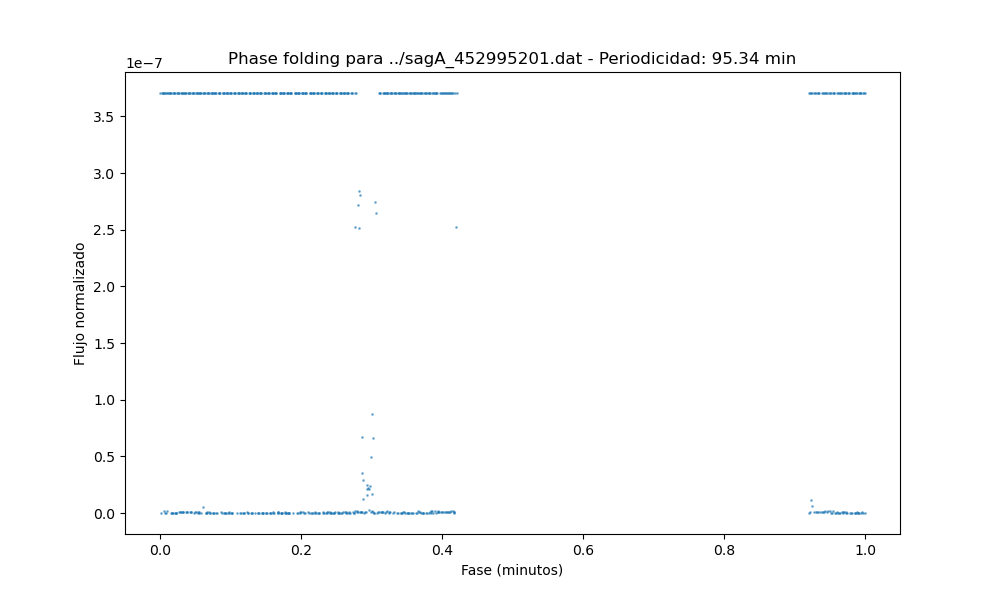 Phase folding para ../sagA_452995201.dat - Periodicidad: 95.34 min
1e−7
3.5
3.0
2.5
2.0
1.5
1.0
0.5
0.0
Flujo normalizado
0.0 0.2 0.4 0.6 0.8 1.0
Fase (minutos)